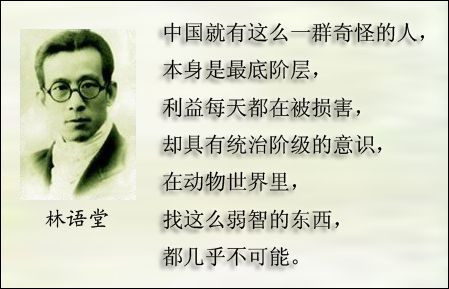 中国就有这么一群奇怪的人，
本身是最底阶层，
利益每天都在被损害，
却具有统治阶级的意识，
在动物世界里，
找这么弱智的东西，
都几乎不可能。
林语堂